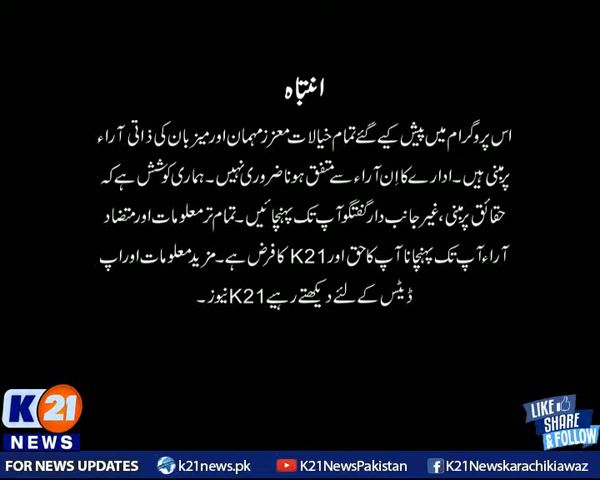 انتباہ
اس پروگرام میں پیش کیے گئے تمام خیالات معزز مہمان اور میزبان کی ذاتی آراء
پر مبنی ہیں۔ ادارے کا اِن آراء سے متفق ہونا ضروری نہیں۔ ہماری کوشش ہے کہ
حقائق پر مبنی، غیر جانب دار گفتگو آپ تک پہنچائیں۔ تمام تر معلومات اور متضاد
آراء آپ تک پہنچانا آپ کا حق اور K21 کا فرض ہے۔ مزید معلومات اور اپ
ڈیٹس کے لئے دیکھتے رہیے K21 نیوز۔
K21
NEWS
LIKE
SHARE
& FOLLOW
FOR NEWS UPDATES k21news.pk K21NewsPakistan K21Newskarachikiawaz